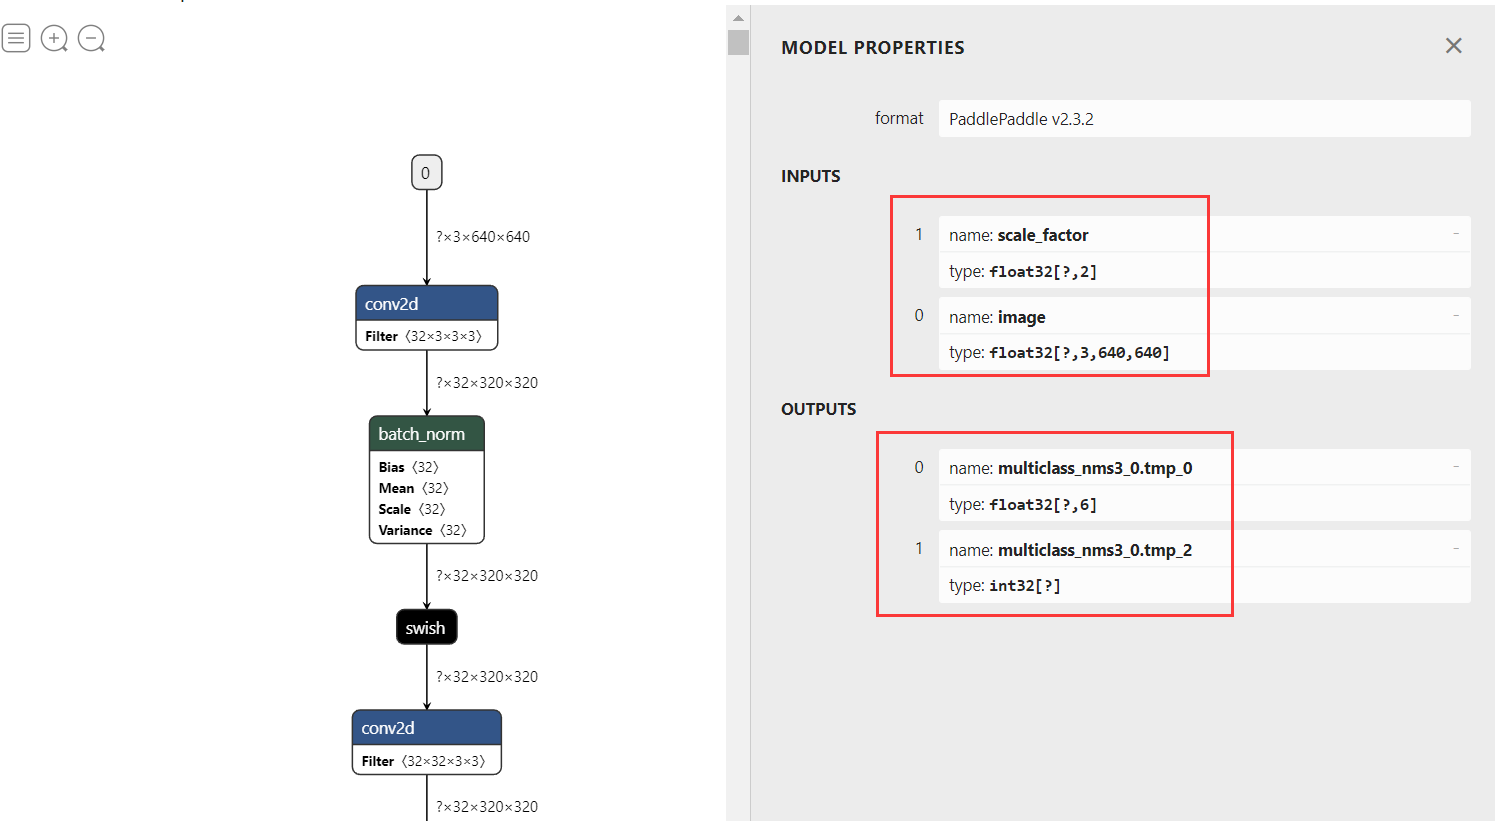 0
?×3×640×640
conv2d
Filter 〈32×3×3×3〉
?×32×320×320
batch_norm
Bias 〈32〉
Mean 〈32〉
Scale 〈32〉
Variance 〈32〉
?×32×320×320
swish
?×32×320×320
conv2d
Filter 〈32×32×3×3〉
?×32×320×320
MODEL PROPERTIES
format PaddlePaddle v2.3.2
INPUTS
1 name: scale_factor
type: float32[?,2]
0 name: image
type: float32[?,3,640,640]
OUTPUTS
0 name: multiclass_nms3_0.tmp_0
type: float32[?,6]
1 name: multiclass_nms3_0.tmp_2
type: int32[?]